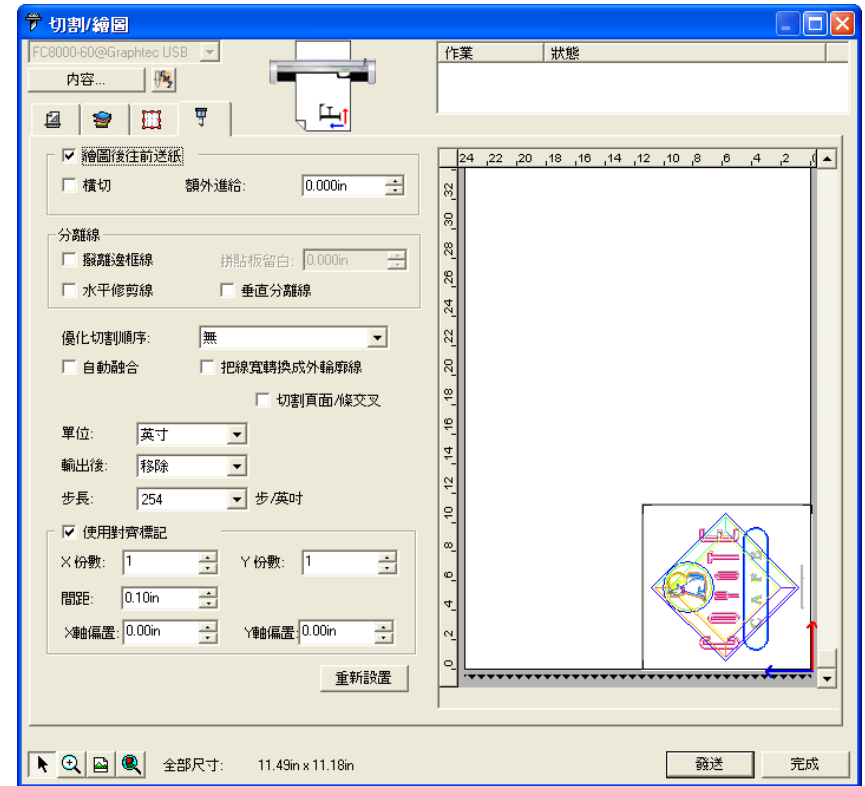 切割/繪圖
FC8000-60@Graphtec USB
內容...
作業 狀態
繪圖後往前送紙
橫切 額外進給: 0.000in
分離線
撥離邊框線 拼貼板留白: 0.000in
水平修剪線 垂直分離線
優化切割順序: 無
自動融合 把線寬轉換成外輪廓線
切割頁面/條交叉
單位: 英寸
輸出後: 移除
步長: 254 步/英吋
使用對齊標記
X份數: 1 Y份數: 1
間距: 0.10in
X軸偏置: 0.00in Y軸偏置: 0.00in
重新設置
24 22 20 18 16 14 12 10 8 6 4 2 0
32
30
28
26
24
22
20
18
16
14
12
10
8
6
4
2
0
COYOTE
CAFE
全部尺寸: 11.49in x 11.18in
發送 完成